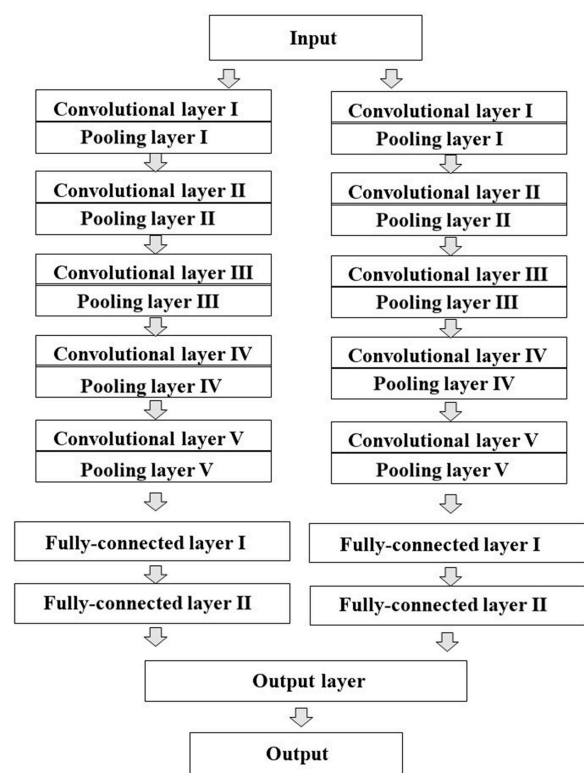 Input
Convolutional layer I
Pooling layer I
Convolutional layer II
Pooling layer II
Convolutional layer III
Pooling layer III
Convolutional layer IV
Pooling layer IV
Convolutional layer V
Pooling layer V
Fully-connected layer I
Fully-connected layer II
Convolutional layer I
Pooling layer I
Convolutional layer II
Pooling layer II
Convolutional layer III
Pooling layer III
Convolutional layer IV
Pooling layer IV
Convolutional layer V
Pooling layer V
Fully-connected layer I
Fully-connected layer II
Output layer
Output